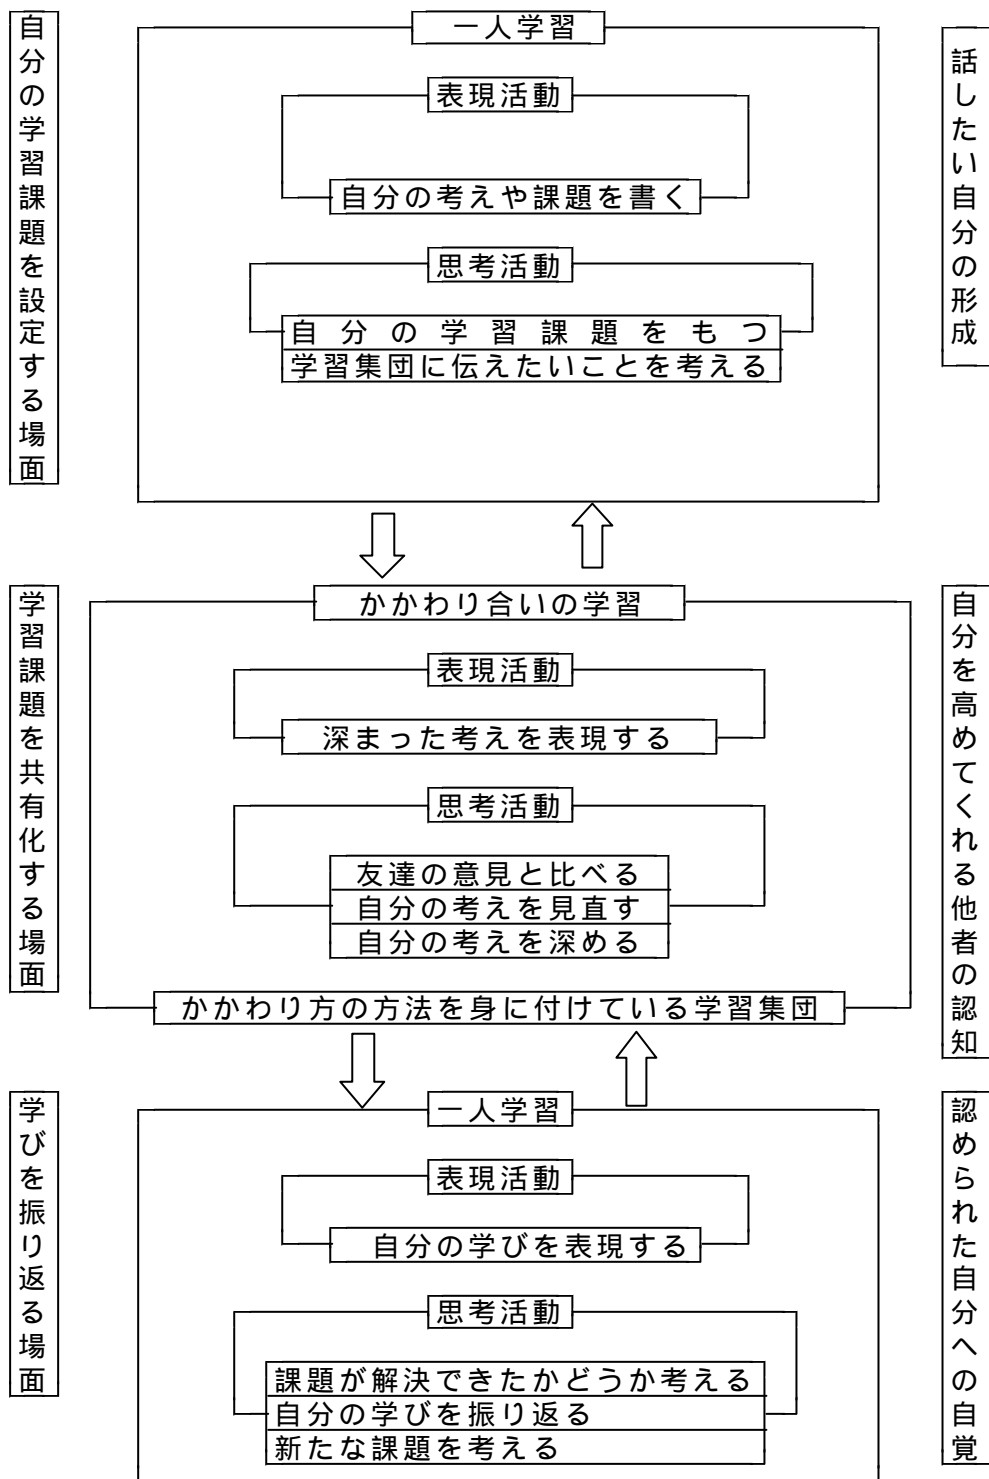 自分の学習課題を設定する場面
一人学習
表現活動
自分の考えや課題を書く
思考活動
自分の学習課題をもつ
学習集団に伝えたいことを考える
話したい自分の形成
学習課題を共有化する場面
かかわり合いの学習
表現活動
深まった考えを表現する
思考活動
友達の意見と比べる
自分の考えを見直す
自分の考えを深める
かかわり方の方法を身に付けている学習集団
自分を高めてくれる他者の認知
学びを振り返る場面
一人学習
表現活動
自分の学びを表現する
思考活動
課題が解決できたかどうか考える
自分の学びを振り返る
新たな課題を考える
認められた自分への自覚